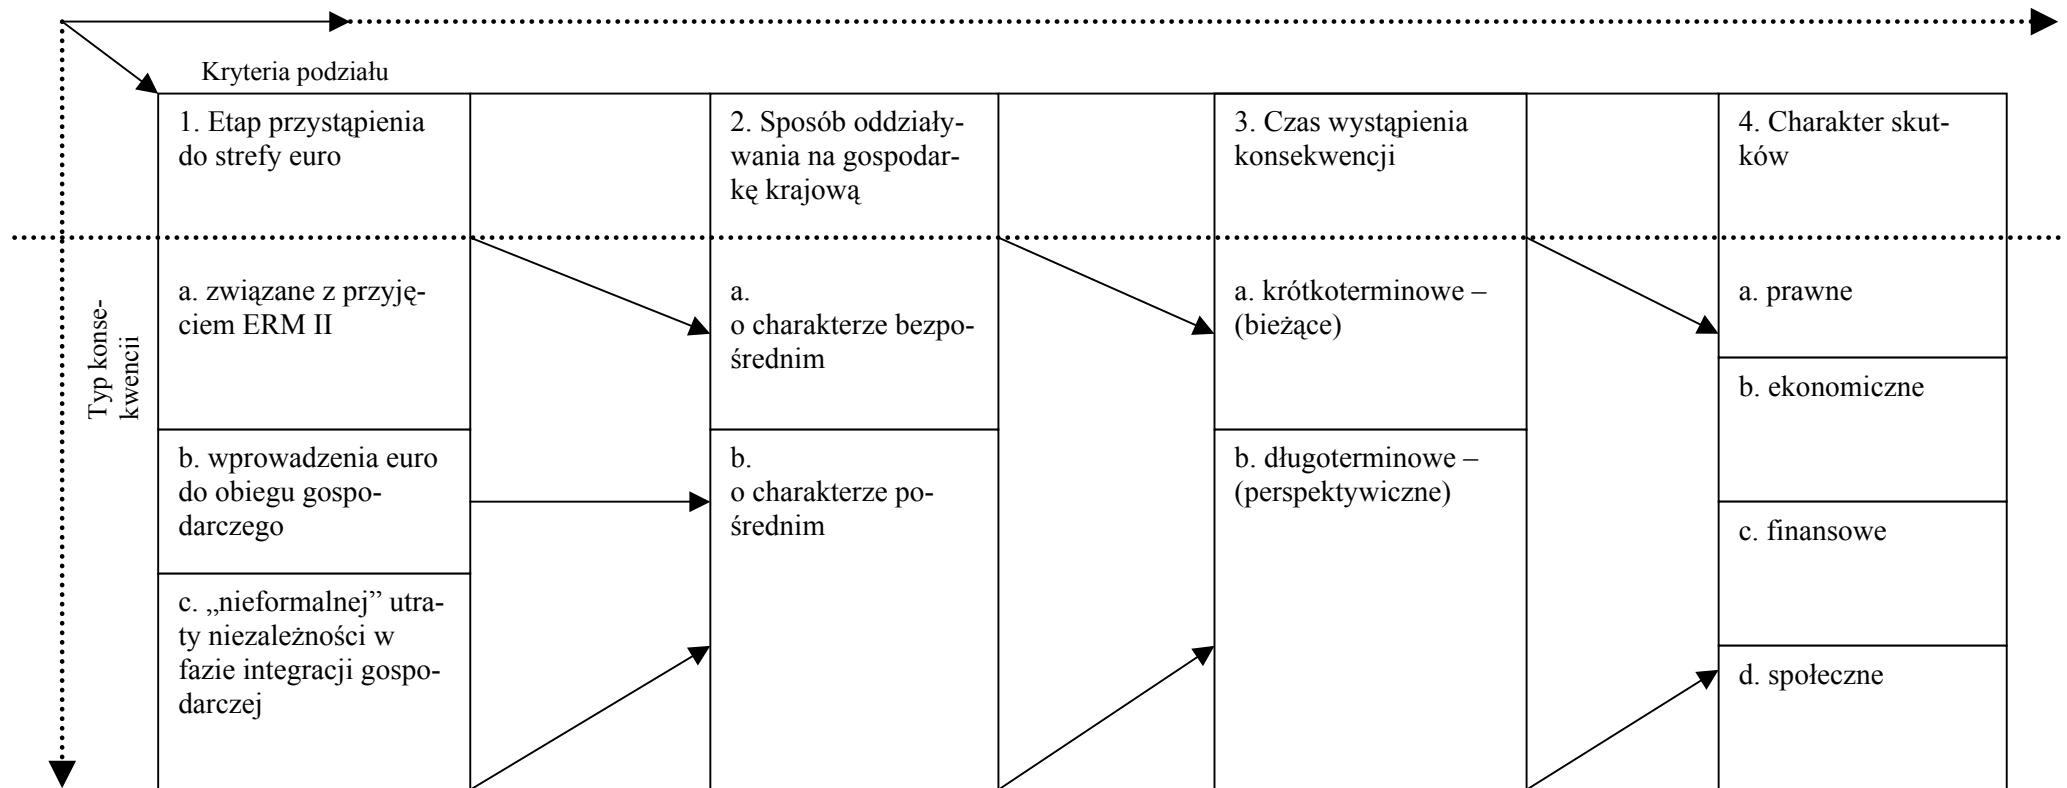 Kryteria podziału
1. Etap przystąpienia
do strefy euro
2. Sposób oddziały-
wania na gospodar-
kę krajową
3. Czas wystąpienia
konsekwencji
4. Charakter skut-
ków
Typ konse-
kwencii
a. związane z przyję-
ciem ERM II
b. wprowadzenia euro
do obiegu gospo-
darczego
c. „nieformalnej” utra-
ty niezależności w
fazie integracji gospo-
darczej
a.
o charakterze bezpo-
średnim
b.
o charakterze po-
średnim
a. krótkoterminowe –
(bieżące)
b. długoterminowe –
(perspektywiczne)
a. prawne
b. ekonomiczne
c. finansowe
d. społeczne